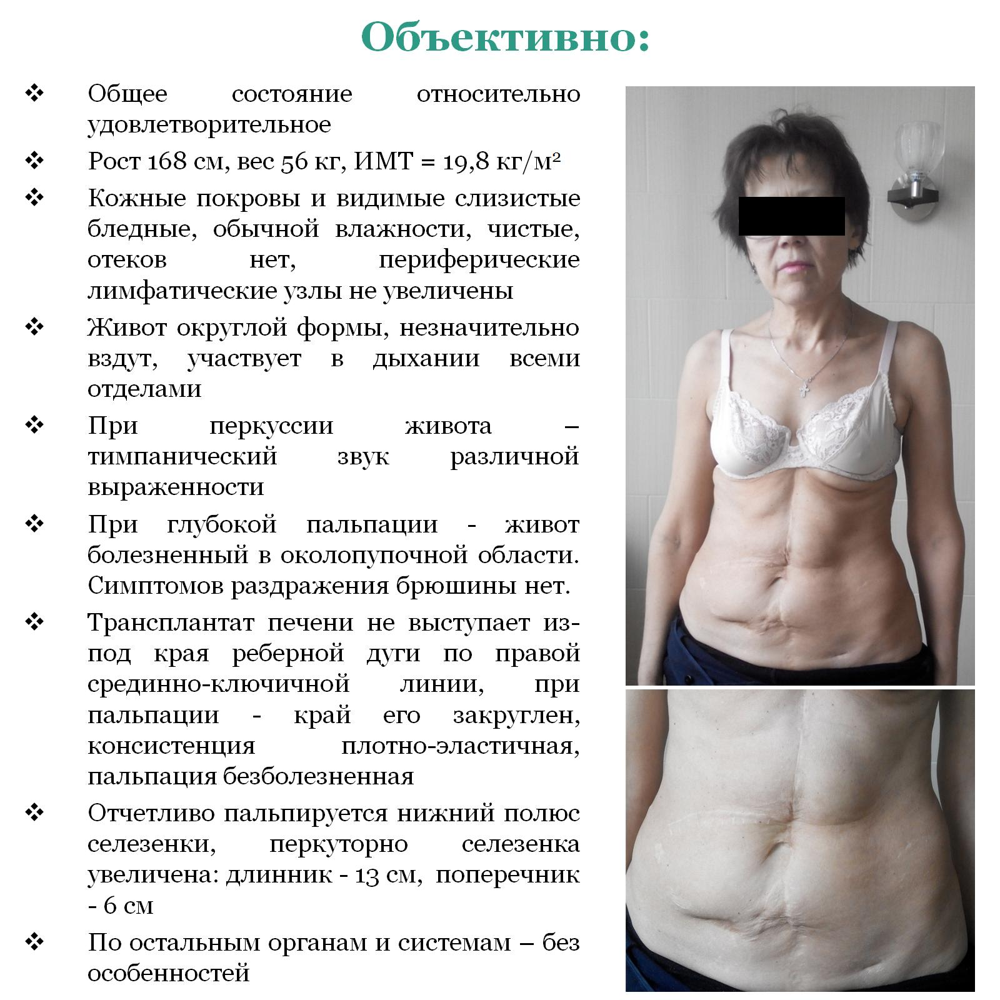 Объективно:
❖ Общее состояние относительно
удовлетворительное
❖ Рост 168 см, вес 56 кг, ИМТ = 19,8 кг/м²
❖ Кожные покровы и видимые слизистые
бледные, обычной влажности, чистые,
отеков нет, периферические
лимфатические узлы не увеличены
❖ Живот округлой формы, незначительно
вздут, участвует в дыхании всеми
отделами
❖ При перкуссии живота –
тимпанический звук различной
выраженности
❖ При глубокой пальпации - живот
болезненный в околопупочной области.
Симптомов раздражения брюшины нет.
❖ Трансплантат печени не выступает из-
под края реберной дуги по правой
срединно-ключичной линии, при
пальпации - край его закруглен,
консистенция плотно-эластичная,
пальпация безболезненная
❖ Отчетливо пальпируется нижний полюс
селезенки, перкуторно селезенка
увеличена: длинник - 13 см, поперечник
- 6 см
❖ По остальным органам и системам – без
особенностей